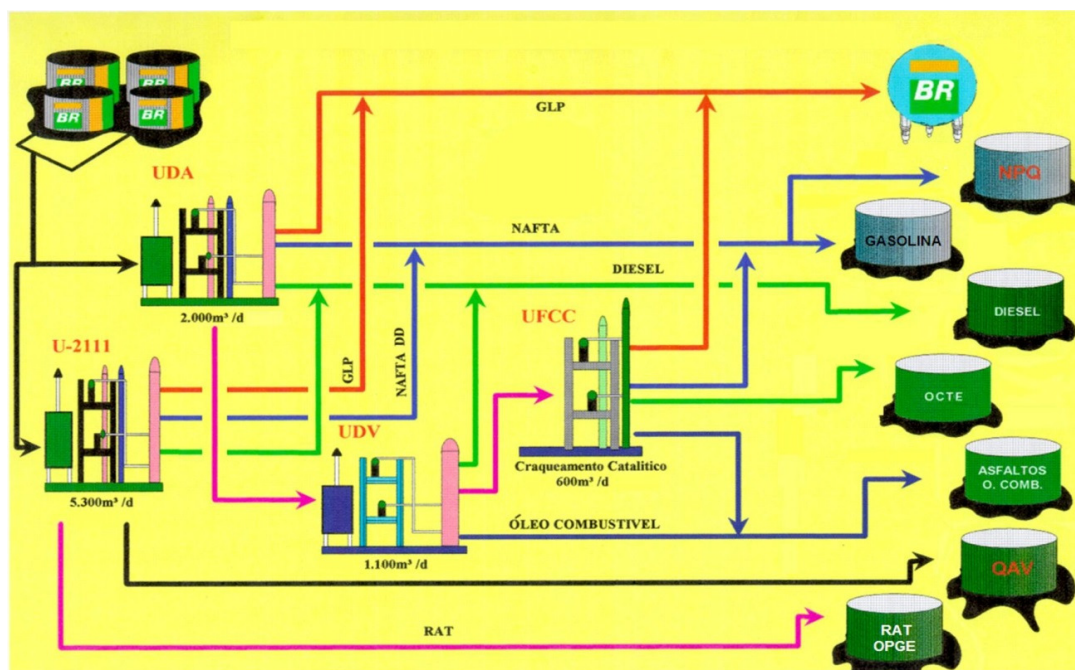 BR
BR
BR
BR
BR
GLP
UDA
NPQ
NAFTA
GASOLINA
DIESEL
DIESEL
2.000m³ /d
UFCC
U-2111
GLP
NAFTA DD
OCTE
UDV
Craqueamento Catalitico
600m³ /d
ASFALTOS
O. COMB.
5.300m³ /d
ÓLEO COMBUSTIVEL
1.100m³ /d
QAV
RAT
RAT
OPGE